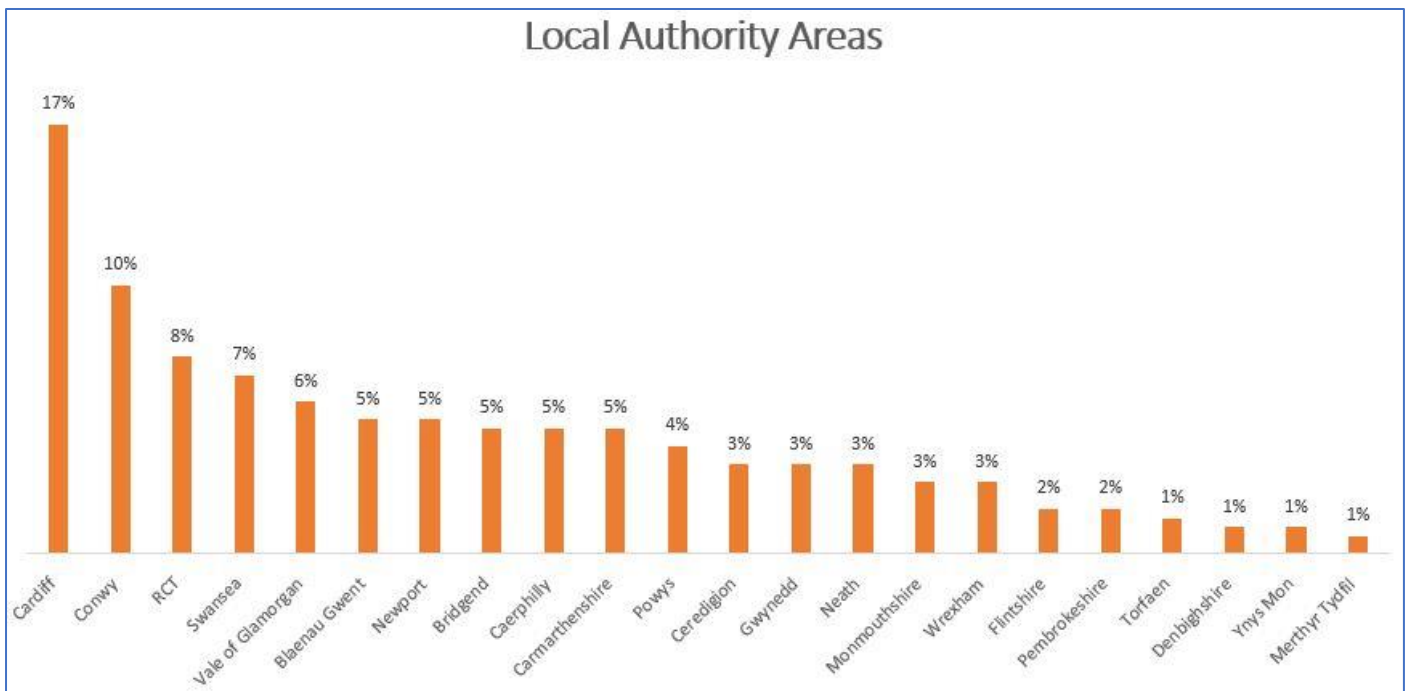 Local Authority Areas
17%
10%
8%
7%
6%
5%
5%
5%
5%
5%
4%
3%
3%
3%
3%
3%
2%
2%
1%
1%
1%
1%
Cardiff
Conwy
RCT
Swansea
Vale of Glamorgan
Blaenau Gwent
Newport
Bridgend
Caerphilly
Carmarthenshire
Powys
Ceredigion
Gwynedd
Neath
Monmouthshire
Wrexham
Flintshire
Pembrokeshire
Torfaen
Denbighshire
Ynys Mon
Merthyr Tydfil